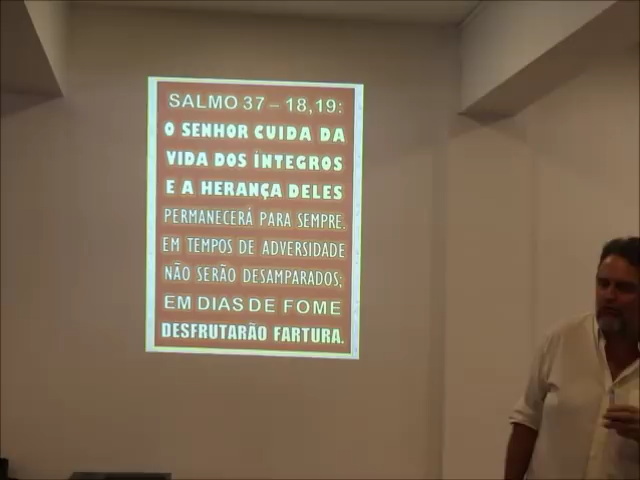 SALMO 37 – 18,19:
O SENHOR CUIDA DA
VIDA DOS ÍNTEGROS
E A HERANÇA DELES
PERMANECERÁ PARA SEMPRE.
EM TEMPOS DE ADVERSIDADE
NÃO SERÃO DESAMPARADOS;
EM DIAS DE FOME
DESFRUTARÃO FARTURA.